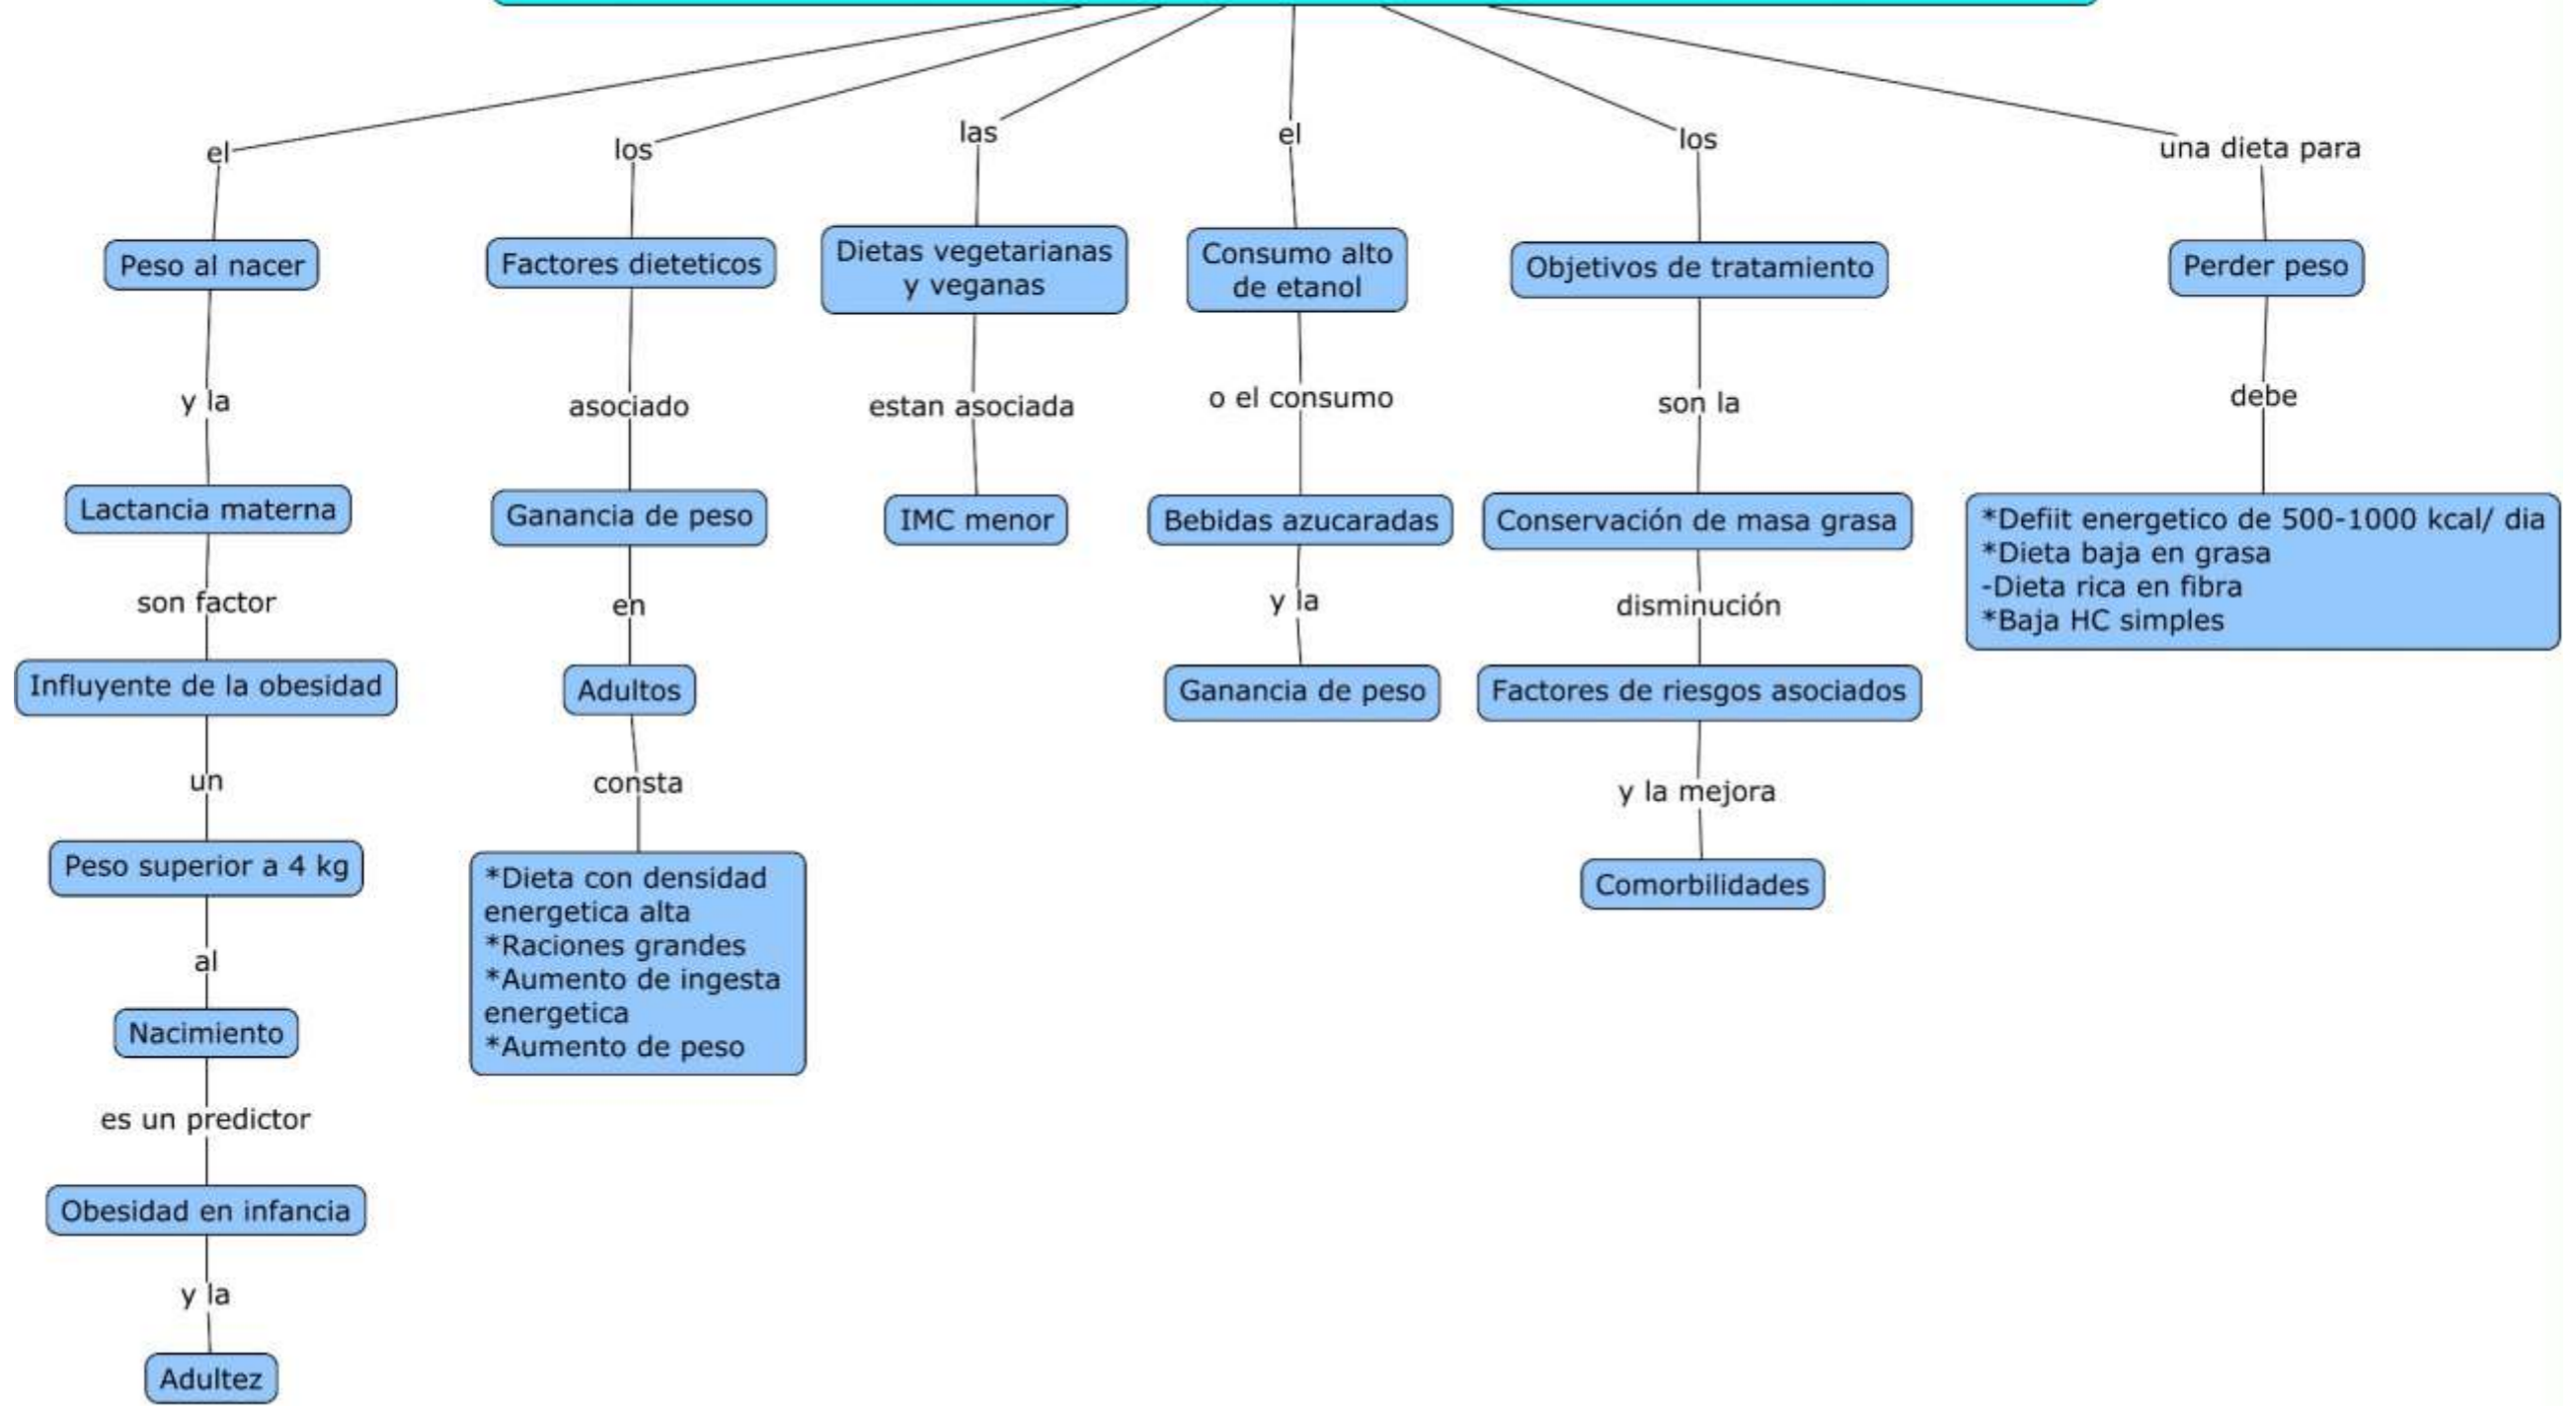 el
Peso al nacer
y la
Lactancia materna
son factor
Influyente de la obesidad
un
Peso superior a 4 kg
al
Nacimiento
es un predictor
Obesidad en infancia
y la
Adultez
los
Factores dieteticos
asociado
Ganancia de peso
en
Adultos
consta
*Dieta con densidad
energetica alta
*Raciones grandes
*Aumento de ingesta
energetica
*Aumento de peso
las
Dietas vegetarianas
y veganas
estan asociada
IMC menor
el
Consumo alto
de etanol
o el consumo
Bebidas azucaradas
y la
Ganancia de peso
los
Objetivos de tratamiento
son la
Conservación de masa grasa
disminución
Factores de riesgos asociados
y la mejora
Comorbilidades
una dieta para
Perder peso
debe
*Defiit energetico de 500-1000 kcal/ dia
*Dieta baja en grasa
-Dieta rica en fibra
*Baja HC simples